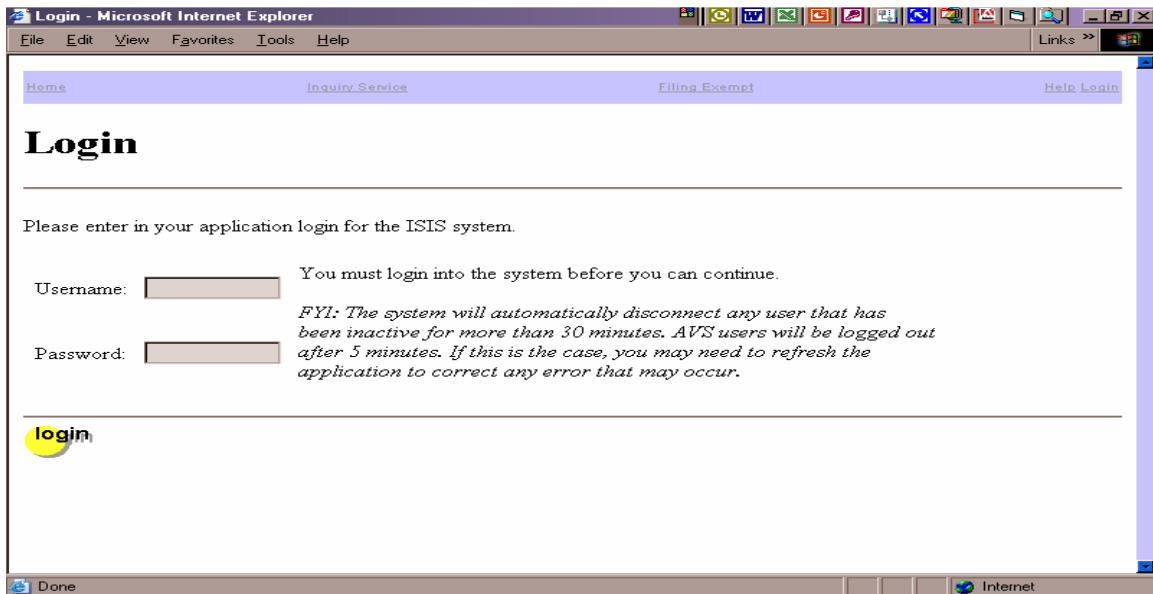 Login - Microsoft Internet Explorer
File Edit View Favorites Tools Help Links »
Home Inquiry Service Filing Exempt Help Login
Login
Please enter in your application login for the ISIS system.
You must login into the system before you can continue.
Username:
FYI: The system will automatically disconnect any user that has
been inactive for more than 30 minutes. AVS users will be logged out
Password:
after 5 minutes. If this is the case, you may need to refresh the
application to correct any error that may occur.
login
Done Internet